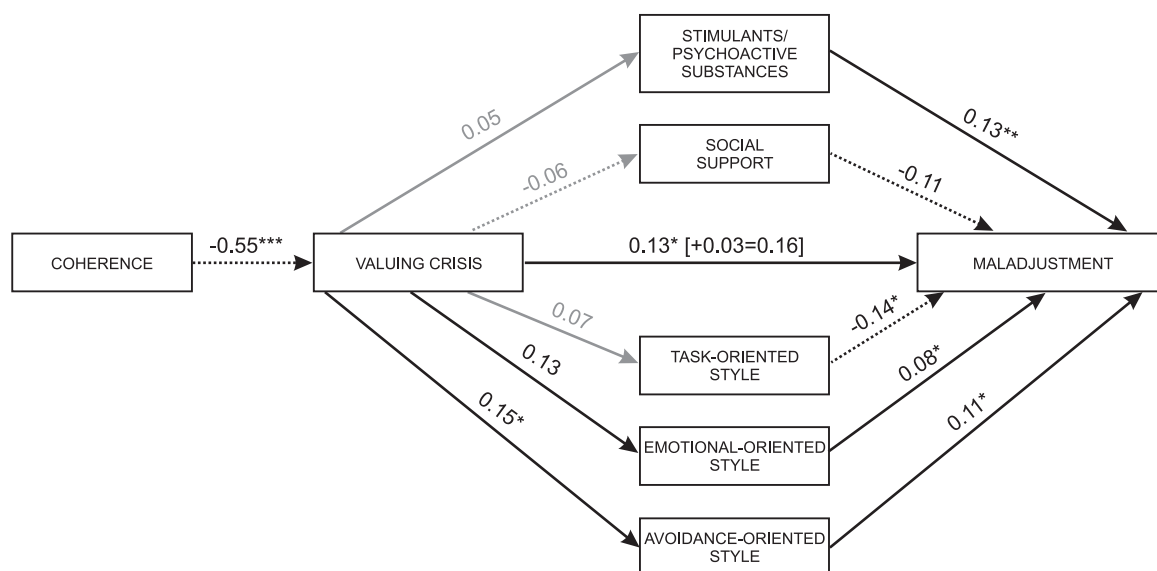 STIMULANTS/
PSYCHOACTIVE
SUBSTANCES
0.05
0.13**
SOCIAL
SUPPORT
-0.06
-0.11
COHERENCE
-0.55***
VALUING CRISIS
0.13* [+0.03=0.16]
MALADJUSTMENT
0.07
TASK-ORIENTED
STYLE
-0.14*
0.13
EMOTIONAL-ORIENTED
STYLE
0.08*
0.15*
AVOIDANCE-ORIENTED
STYLE
0.11*